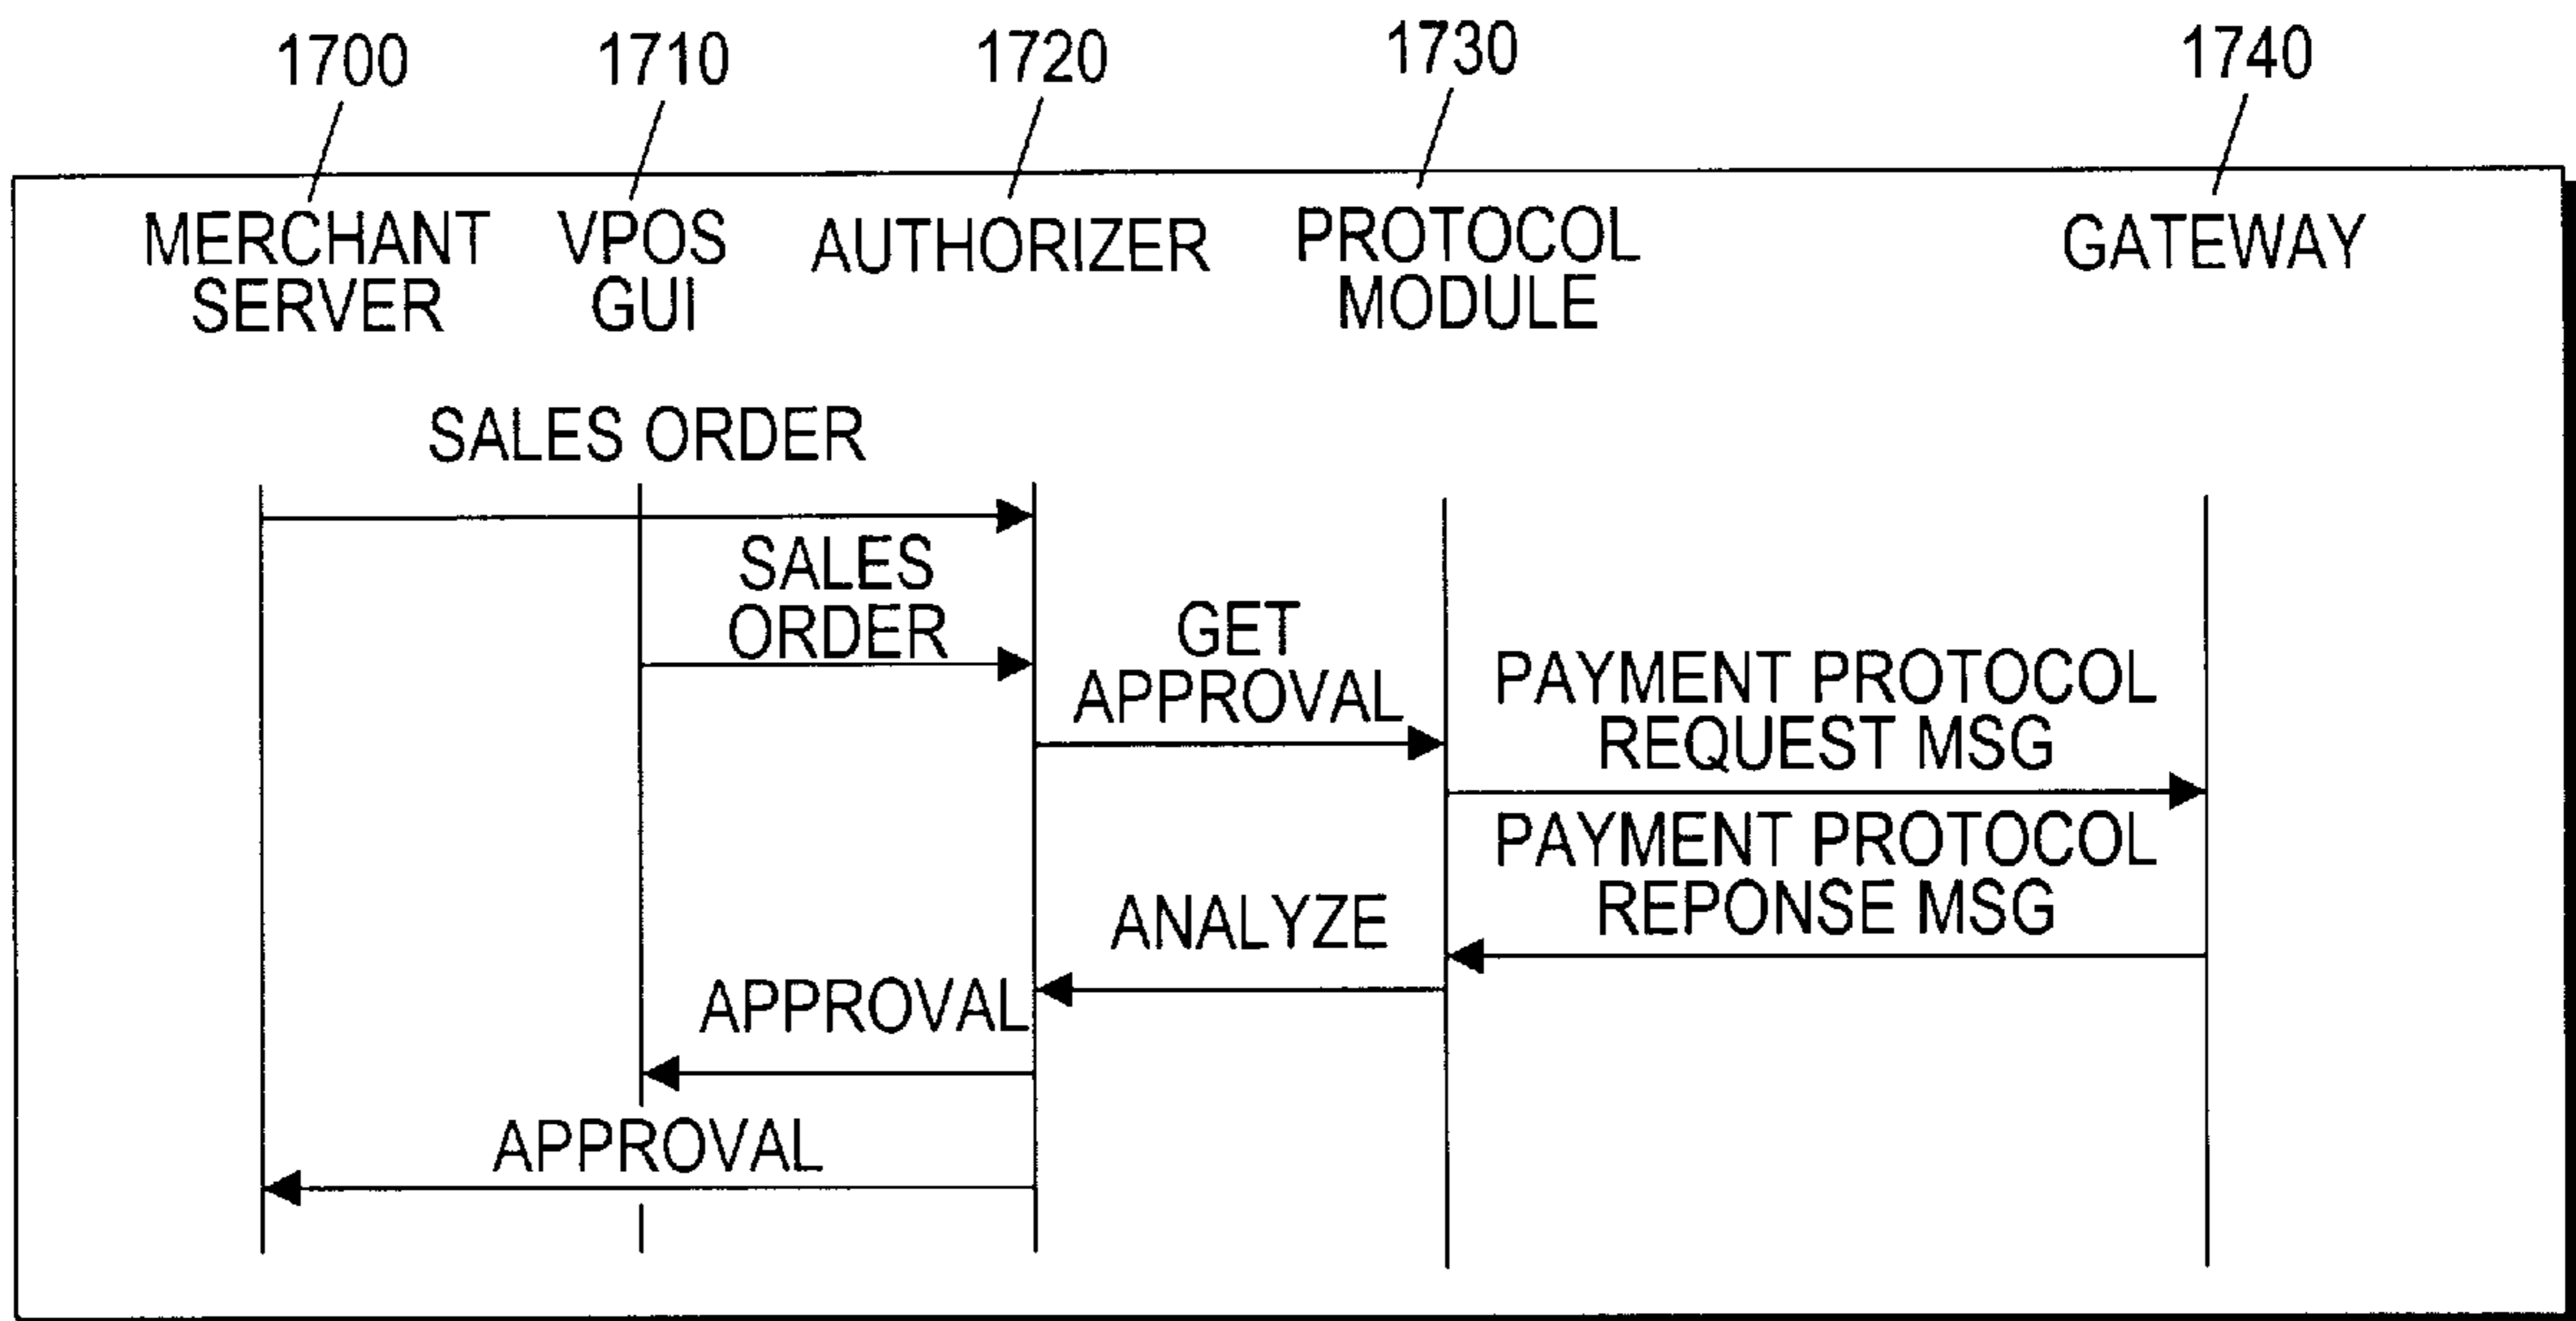 1700
1710
1720
1730
1740
MERCHANT
SERVER
VPOS
GUI
AUTHORIZER
PROTOCOL
MODULE
GATEWAY
SALES ORDER
SALES
ORDER
GET
APPROVAL
PAYMENT PROTOCOL
REQUEST MSG
PAYMENT PROTOCOL
REPONSE MSG
ANALYZE
APPROVAL
APPROVAL